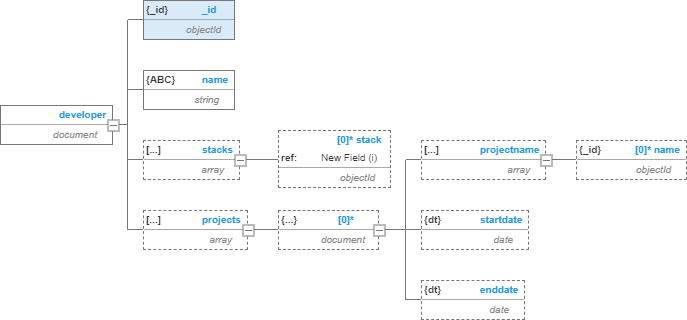 {_id} _id
objectId
{ABC} name
string
developer
document
[...] stacks
array
[0]* stack
ref: New Field (i)
objectId
[...] projectname
array
{_id} [0]* name
objectId
[...] projects
array
{...} [0]*
document
{dt} startdate
date
{dt} enddate
date